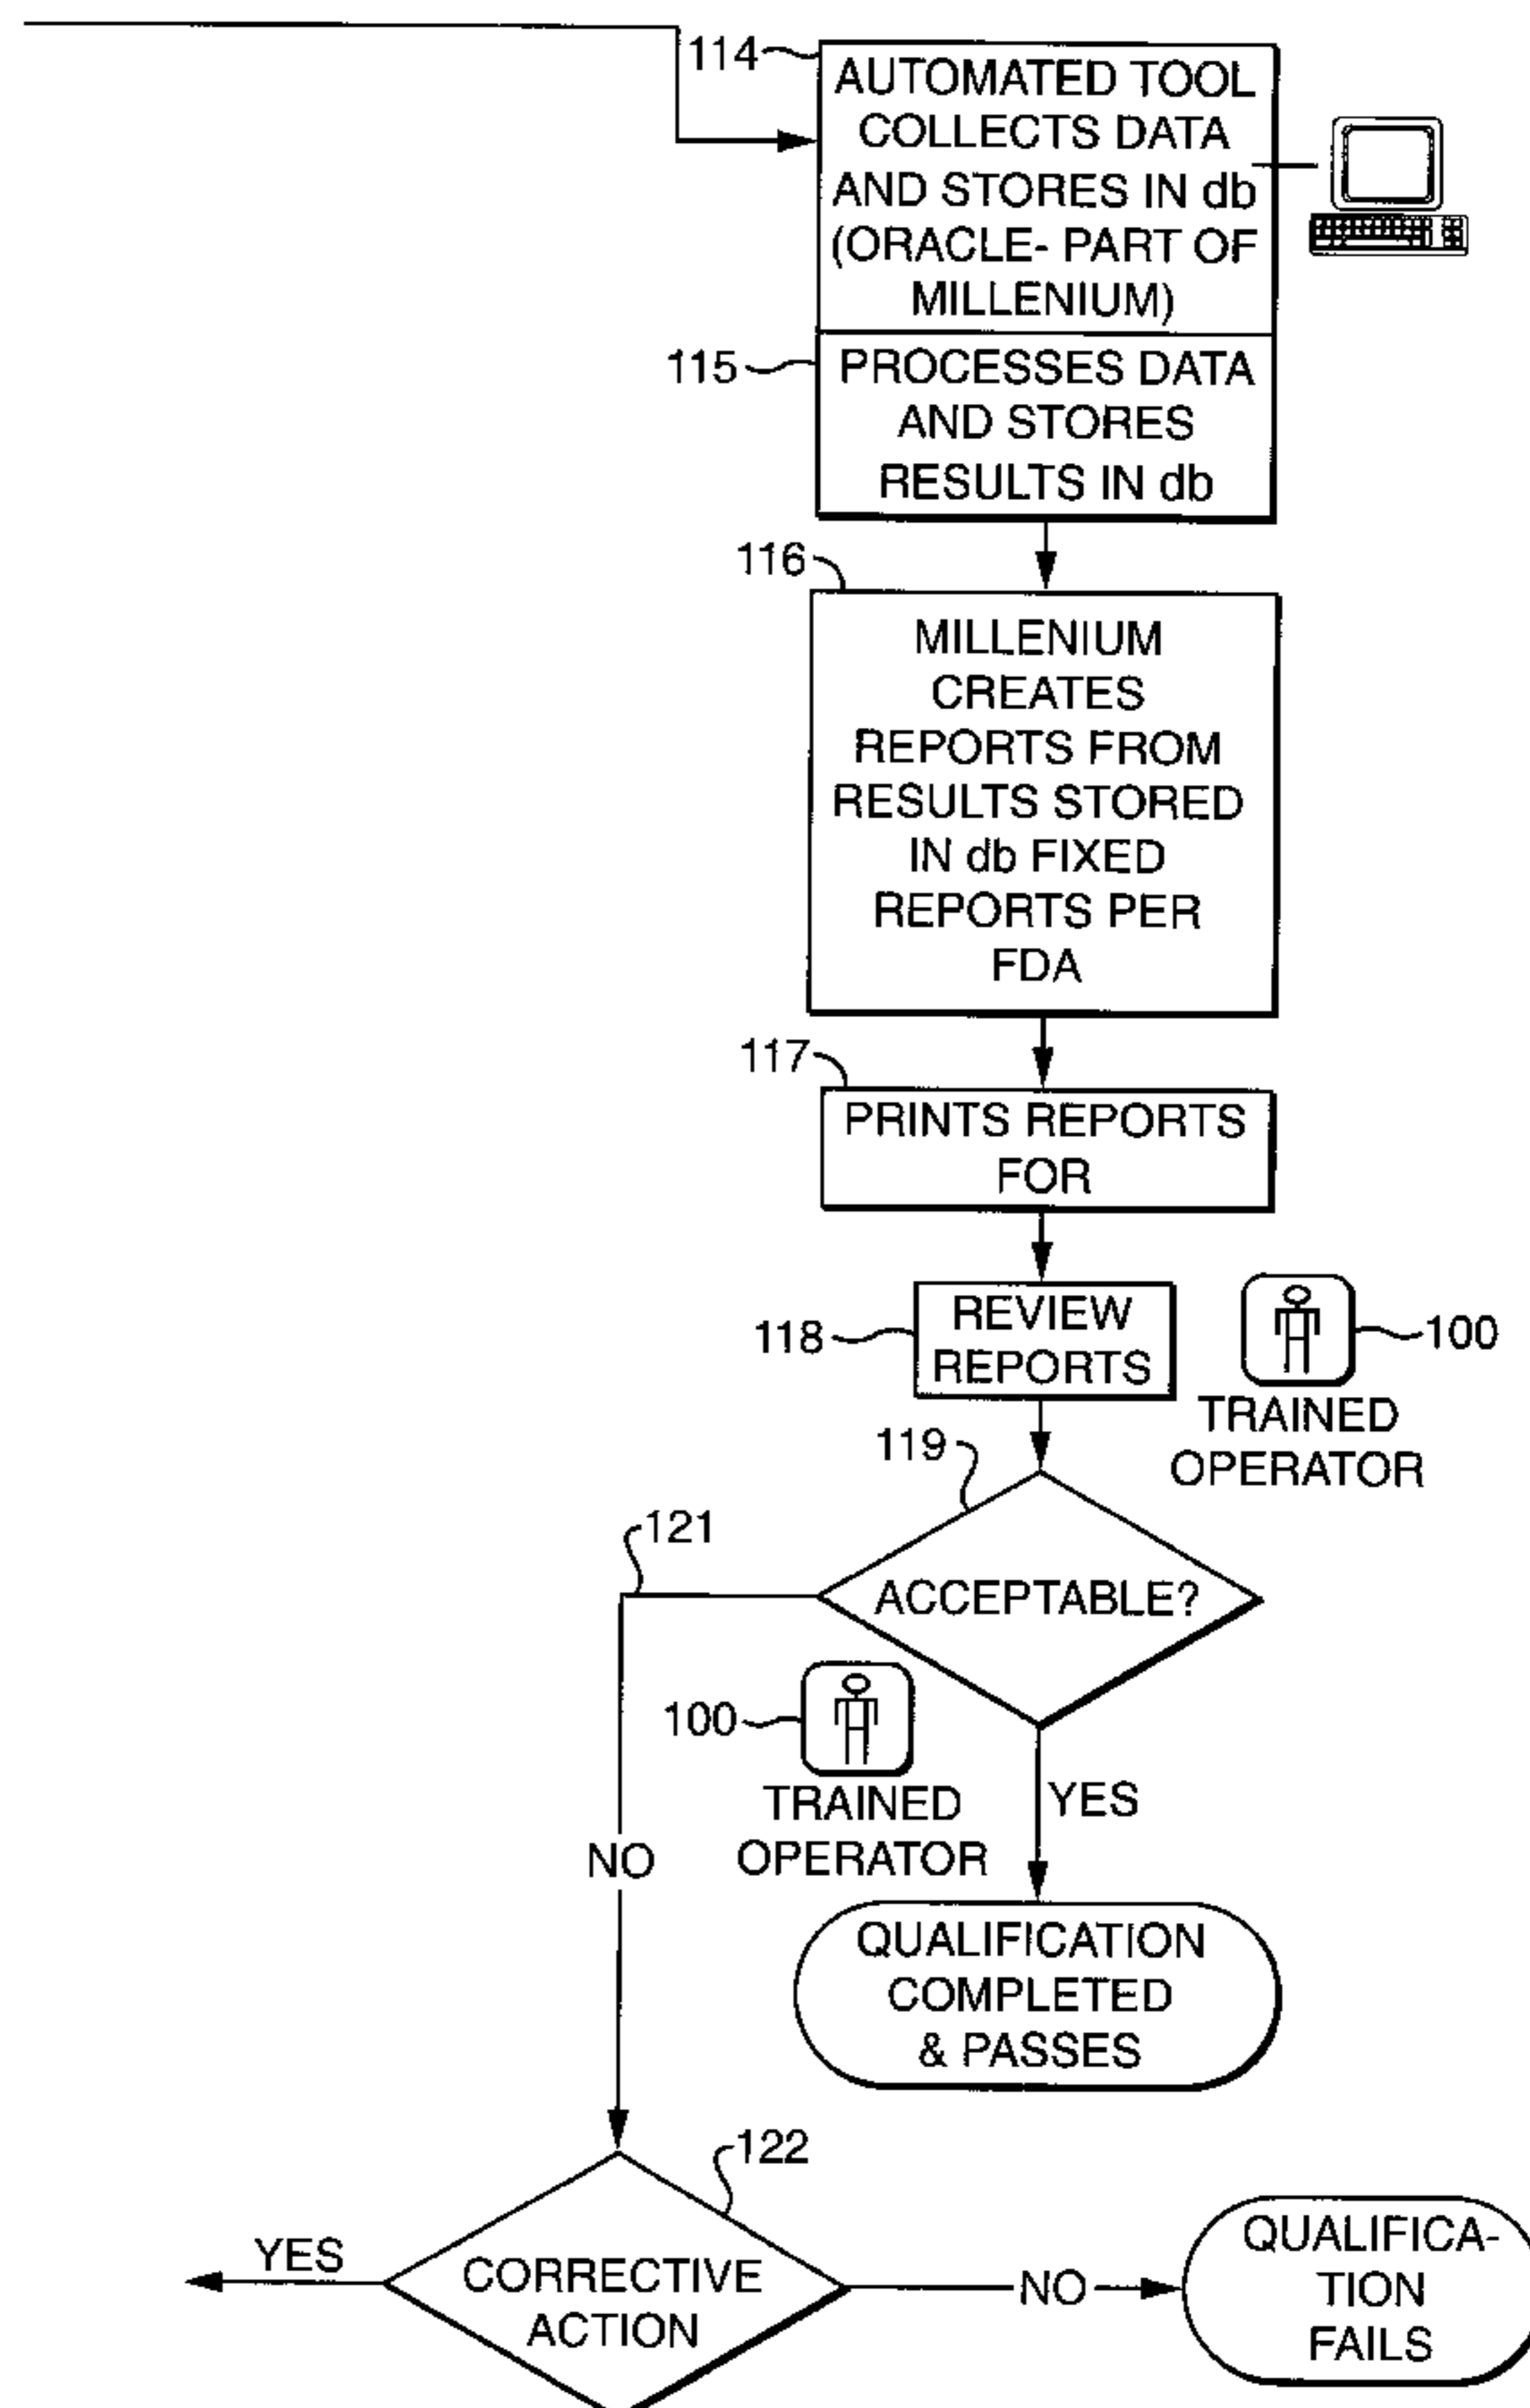 114
AUTOMATED TOOL
COLLECTS DATA
AND STORES IN db
(ORACLE- PART OF
MILLENIUM)
115
PROCESSES DATA
AND STORES
RESULTS IN db
116
MILLENIUM
CREATES
REPORTS FROM
RESULTS STORED
IN db FIXED
REPORTS PER
FDA
117
PRINTS REPORTS
FOR
118
REVIEW
REPORTS
100
TRAINED
OPERATOR
119
121
ACCEPTABLE?
100
TRAINED
OPERATOR
YES
NO
QUALIFICATION
COMPLETED
& PASSES
122
YES
CORRECTIVE
ACTION
NO
QUALIFICA-
TION
FAILS